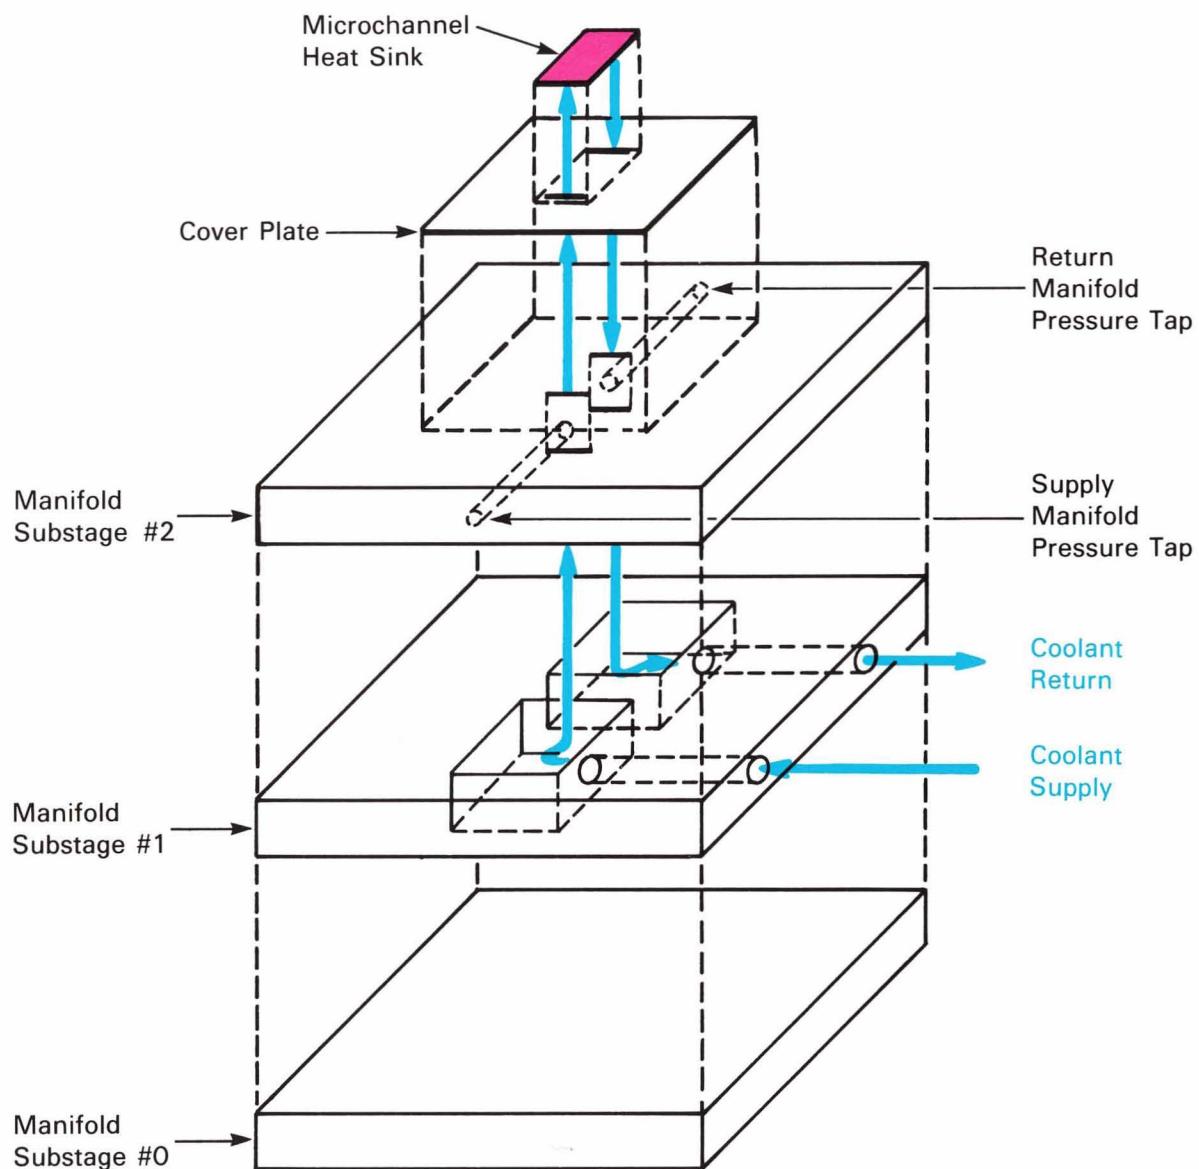 Microchannel
Heat Sink
Cover Plate
Return
Manifold
Pressure Tap
Manifold
Substage #2
Supply
Manifold
Pressure Tap
Coolant
Return
Coolant
Supply
Manifold
Substage #1
Manifold
Substage #0